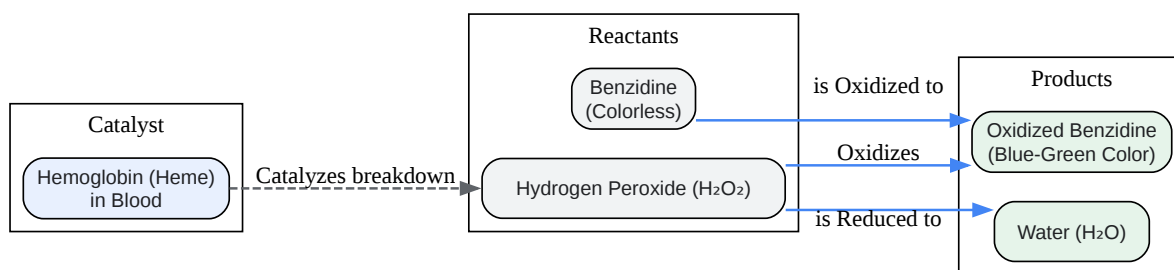 Catalyst
Hemoglobin (Heme)
in Blood
Catalyzes breakdown
Reactants
Benzidine
(Colorless)
Hydrogen Peroxide (H₂O₂)
is Oxidized to
Oxidizes
is Reduced to
Products
Oxidized Benzidine
(Blue-Green Color)
Water (H₂O)